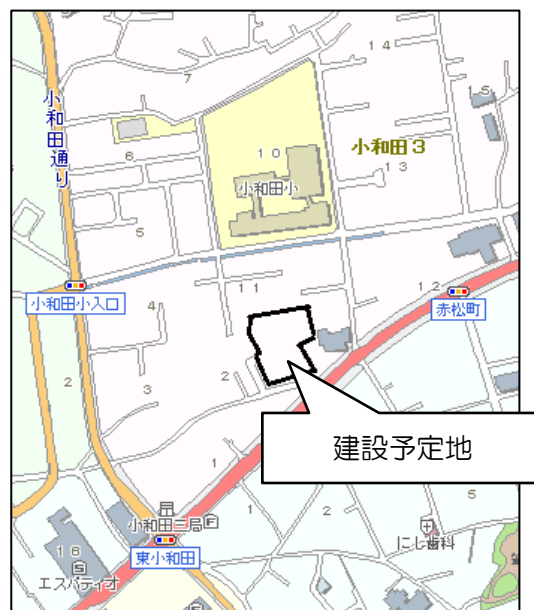 14
7
15
小和田通り
小和田3
6
10
13
小和田小
5
11
12
小和田小入口
赤松町
4
2
3
2
建設予定地
1
1
2
5
小和田二局
にし歯科
東小和田
16
エスパティオ